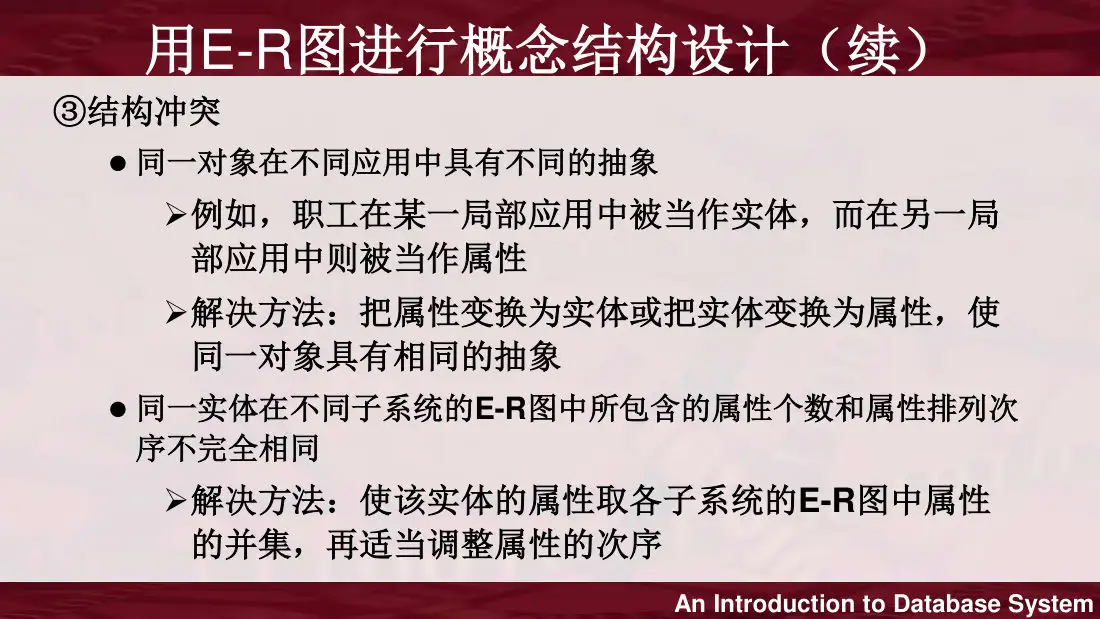 用E-R图进行概念结构设计（续）
③结构冲突
● 同一对象在不同应用中具有不同的抽象
➢例如，职工在某一局部应用中被当作实体，而在另一局
部应用中则被当作属性
➢解决方法：把属性变换为实体或把实体变换为属性，使
同一对象具有相同的抽象
● 同一实体在不同子系统的E-R图中所包含的属性个数和属性排列次
序不完全相同
➢解决方法：使该实体的属性取各子系统的E-R图中属性
的并集，再适当调整属性的次序
An Introduction to Database System